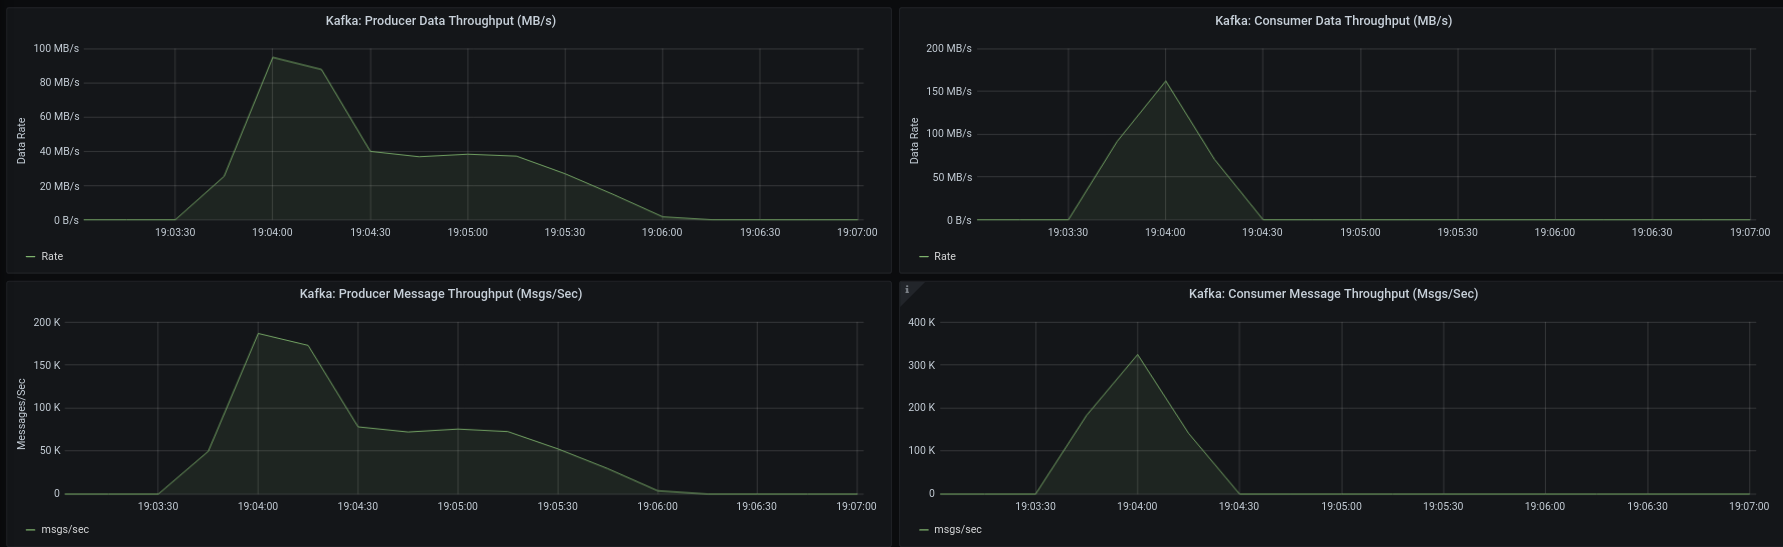 Kafka: Producer Data Throughput (MB/s)
100 MB/s
80 MB/s
60 MB/s
40 MB/s
20 MB/s
0 B/s
Data Rate
19:03:30 19:04:00 19:04:30 19:05:00 19:05:30 19:06:00 19:06:30 19:07:00
Rate
Kafka: Consumer Data Throughput (MB/s)
200 MB/s
150 MB/s
100 MB/s
50 MB/s
0 B/s
Data Rate
19:03:30 19:04:00 19:04:30 19:05:00 19:05:30 19:06:00 19:06:30 19:07:00
Rate
Kafka: Producer Message Throughput (Msgs/Sec)
200 K
150 K
100 K
50 K
0
Messages/Sec
19:03:30 19:04:00 19:04:30 19:05:00 19:05:30 19:06:00 19:06:30 19:07:00
msgs/sec
i
Kafka: Consumer Message Throughput (Msgs/Sec)
400 K
300 K
200 K
100 K
0
19:03:30 19:04:00 19:04:30 19:05:00 19:05:30 19:06:00 19:06:30 19:07:00
msgs/sec